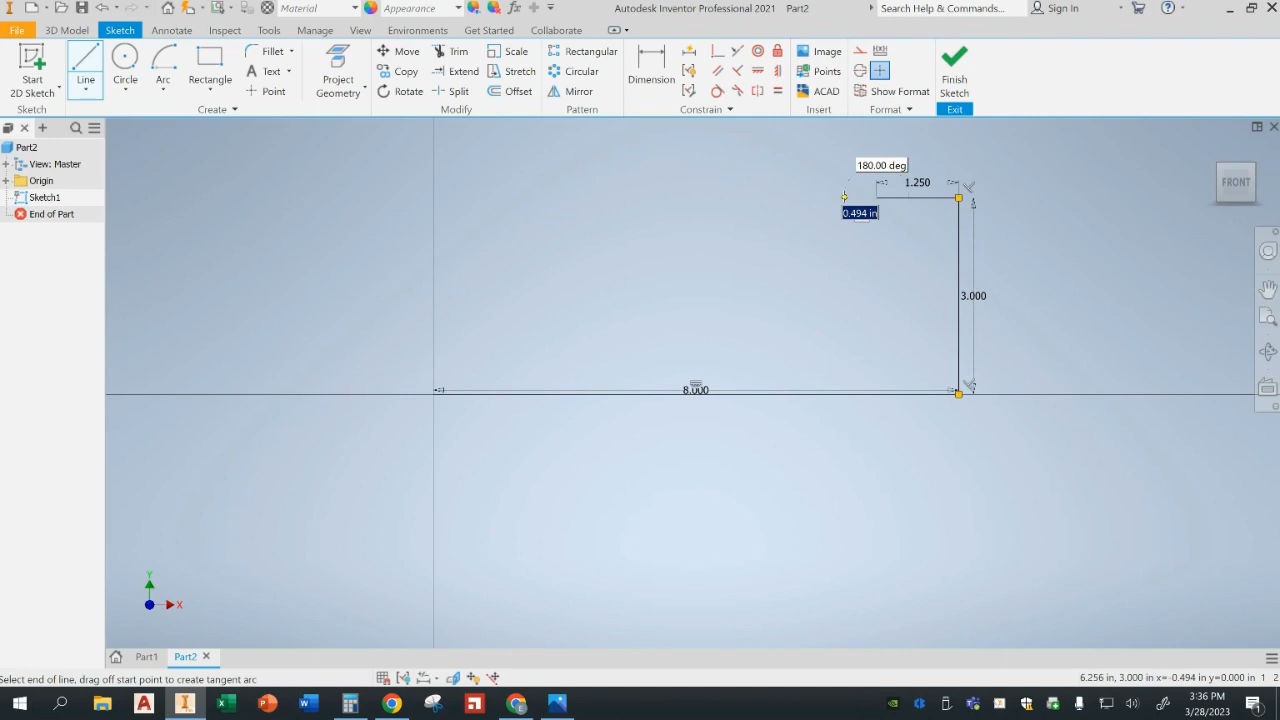 Material
Appearance
Autodesk Inventor Professional 2021 Part2
Search Help & Commands...
Sign In
File
3D Model
Sketch
Annotate
Inspect
Tools
Manage
View
Environments
Get Started
Collaborate
Start
2D Sketch
Line
Circle
Arc
Rectangle
Fillet
Text
Point
Project
Geometry
Move
Copy
Rotate
Trim
Extend
Split
Scale
Stretch
Offset
Rectangular
Circular
Mirror
Dimension
Image
Points
ACAD
Show Format
Finish
Sketch
Sketch
Create
Modify
Pattern
Constrain
Insert
Format
Exit
Part2
View: Master
Origin
Sketch1
End of Part
180.00 deg
1.250
0.494 in
3.000
8.000
FRONT
Y
X
Part1
Part2
Select end of line, drag off start point to create tangent arc
6.256 in, 3.000 in x=-0.494 in y=0.000 in 1 2
3:36 PM
3/28/2023